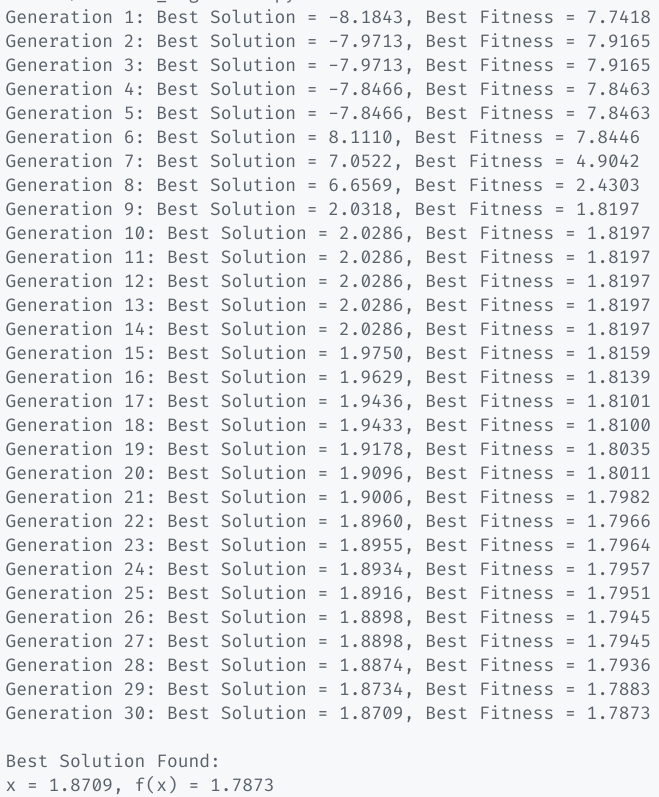 Generation 1: Best Solution = -8.1843, Best Fitness = 7.7418
Generation 2: Best Solution = -7.9713, Best Fitness = 7.9165
Generation 3: Best Solution = -7.9713, Best Fitness = 7.9165
Generation 4: Best Solution = -7.8466, Best Fitness = 7.8463
Generation 5: Best Solution = -7.8466, Best Fitness = 7.8463
Generation 6: Best Solution = 8.1110, Best Fitness = 7.8446
Generation 7: Best Solution = 7.0522, Best Fitness = 4.9042
Generation 8: Best Solution = 6.6569, Best Fitness = 2.4303
Generation 9: Best Solution = 2.0318, Best Fitness = 1.8197
Generation 10: Best Solution = 2.0286, Best Fitness = 1.8197
Generation 11: Best Solution = 2.0286, Best Fitness = 1.8197
Generation 12: Best Solution = 2.0286, Best Fitness = 1.8197
Generation 13: Best Solution = 2.0286, Best Fitness = 1.8197
Generation 14: Best Solution = 2.0286, Best Fitness = 1.8197
Generation 15: Best Solution = 1.9750, Best Fitness = 1.8159
Generation 16: Best Solution = 1.9629, Best Fitness = 1.8139
Generation 17: Best Solution = 1.9436, Best Fitness = 1.8101
Generation 18: Best Solution = 1.9433, Best Fitness = 1.8100
Generation 19: Best Solution = 1.9178, Best Fitness = 1.8035
Generation 20: Best Solution = 1.9096, Best Fitness = 1.8011
Generation 21: Best Solution = 1.9006, Best Fitness = 1.7982
Generation 22: Best Solution = 1.8960, Best Fitness = 1.7966
Generation 23: Best Solution = 1.8955, Best Fitness = 1.7964
Generation 24: Best Solution = 1.8934, Best Fitness = 1.7957
Generation 25: Best Solution = 1.8916, Best Fitness = 1.7951
Generation 26: Best Solution = 1.8898, Best Fitness = 1.7945
Generation 27: Best Solution = 1.8898, Best Fitness = 1.7945
Generation 28: Best Solution = 1.8874, Best Fitness = 1.7936
Generation 29: Best Solution = 1.8734, Best Fitness = 1.7883
Generation 30: Best Solution = 1.8709, Best Fitness = 1.7873
Best Solution Found:
x = 1.8709, f(x) = 1.7873